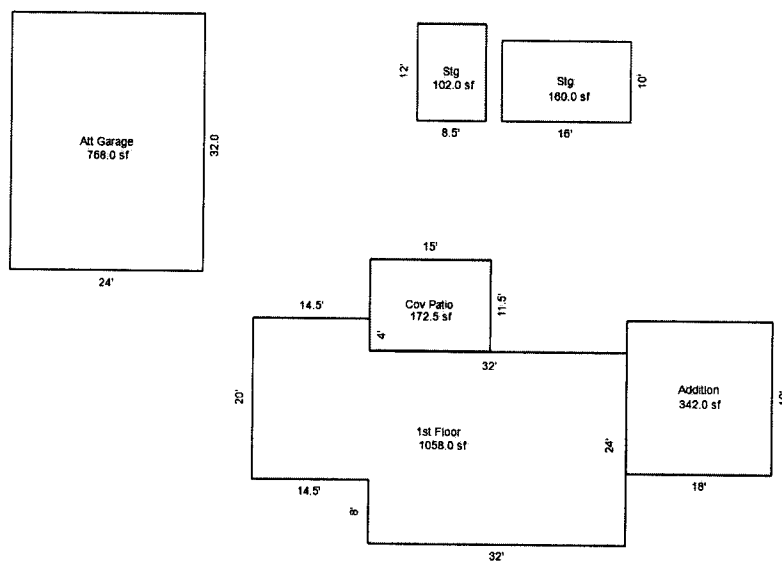 Att Garage
768.0 sf
32.0
24'
12'
Stg
102.0 sf
8.5'
Stg
160.0 sf
10'
16'
15'
Cov Patio
172.5 sf
11.5'
14.5'
4'
32'
20'
1st Floor
1058.0 sf
24'
Addition
342.0 sf
18'
14.5'
8'
32'